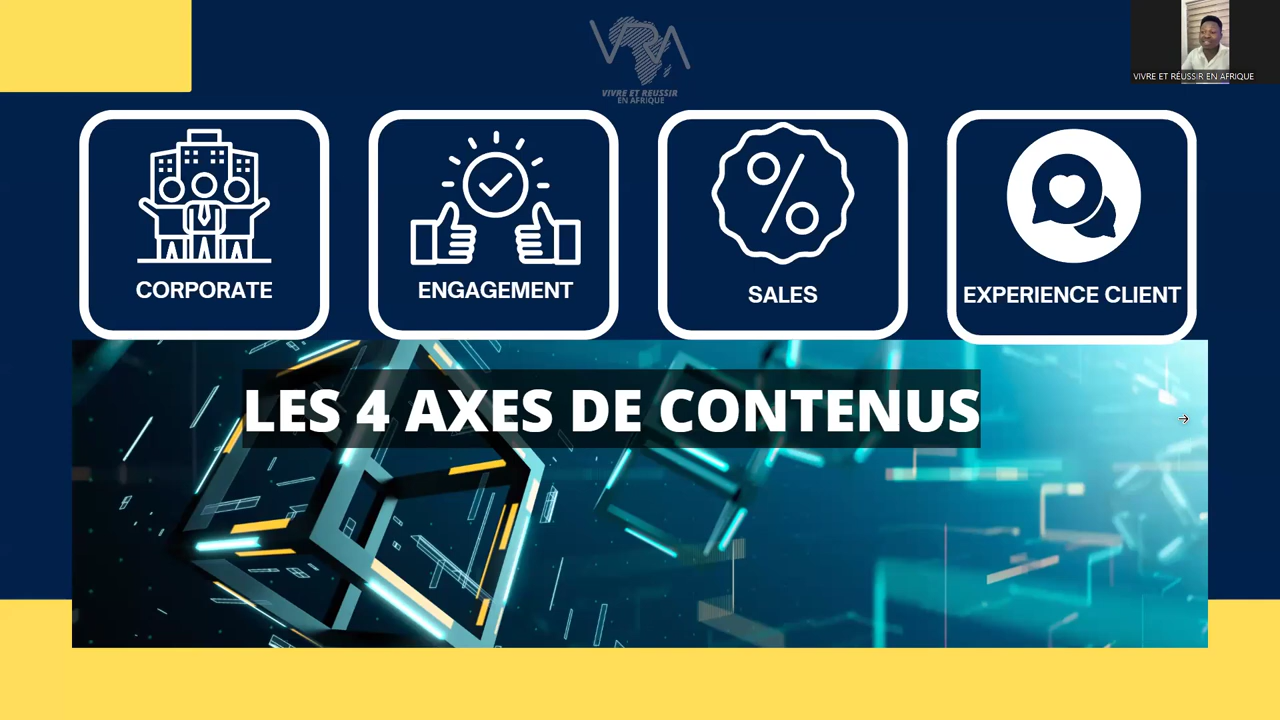 VRA
VIVRE ET REUSSIR
EN AFRIQUE
VIVRE ET RÉUSSIR EN AFRIQUE
CORPORATE
ENGAGEMENT
SALES
EXPERIENCE CLIENT
LES 4 AXES DE CONTENUS